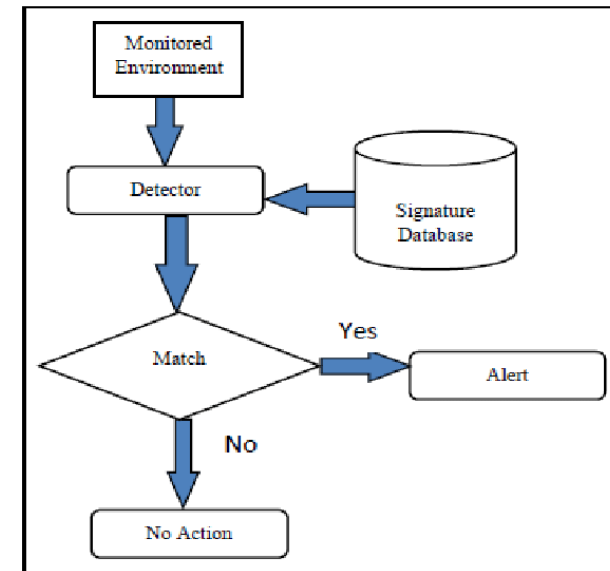 Monitored
Environment
Detector
Signature
Database
Match
Yes
Alert
No
No Action